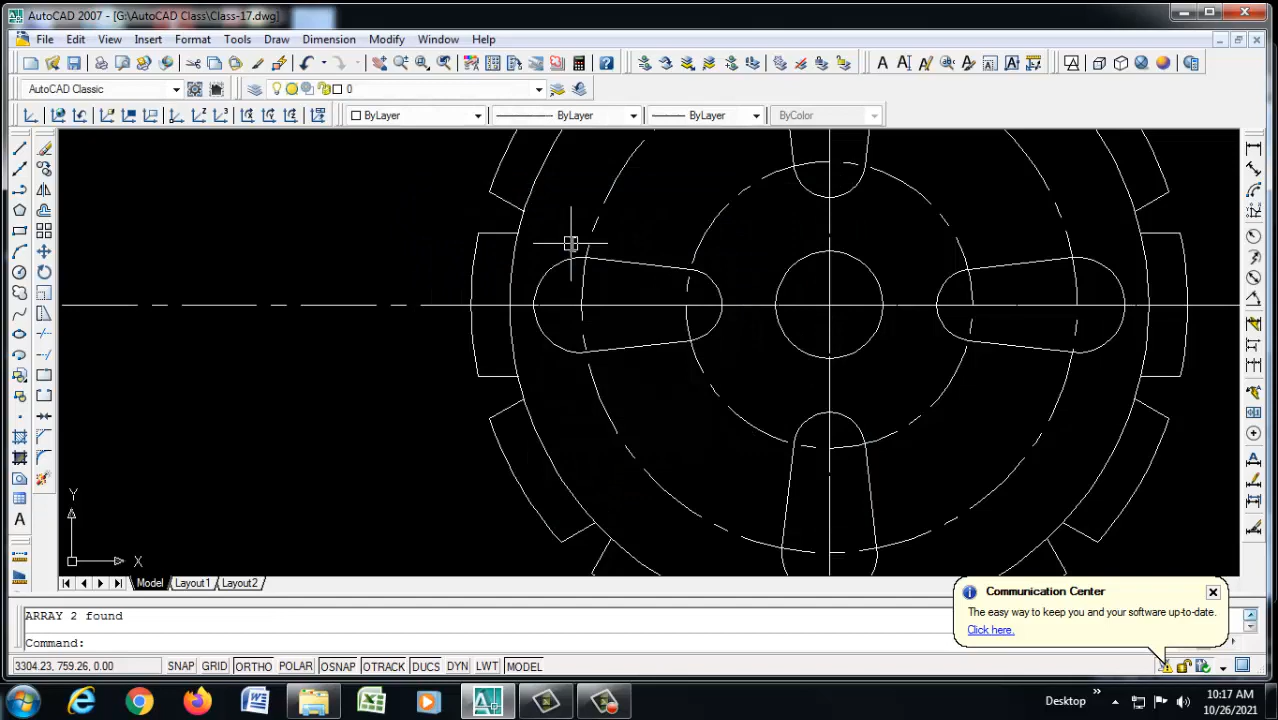 AutoCAD 2007 - [G:\AutoCAD Class\Class-17.dwg]
File Edit View Insert Format Tools Draw Dimension Modify Window Help
AutoCAD Classic
0
ByLayer ByLayer ByLayer ByColor
Y
X
Model Layout1 Layout2
Communication Center
The easy way to keep you and your software up-to-date.
Click here.
ARRAY 2 found
Command:
3304.23, 759.26, 0.00 SNAP GRID ORTHO POLAR OSNAP OTRACK DUCS DYN LWT MODEL
Desktop
10:17 AM
10/26/2021